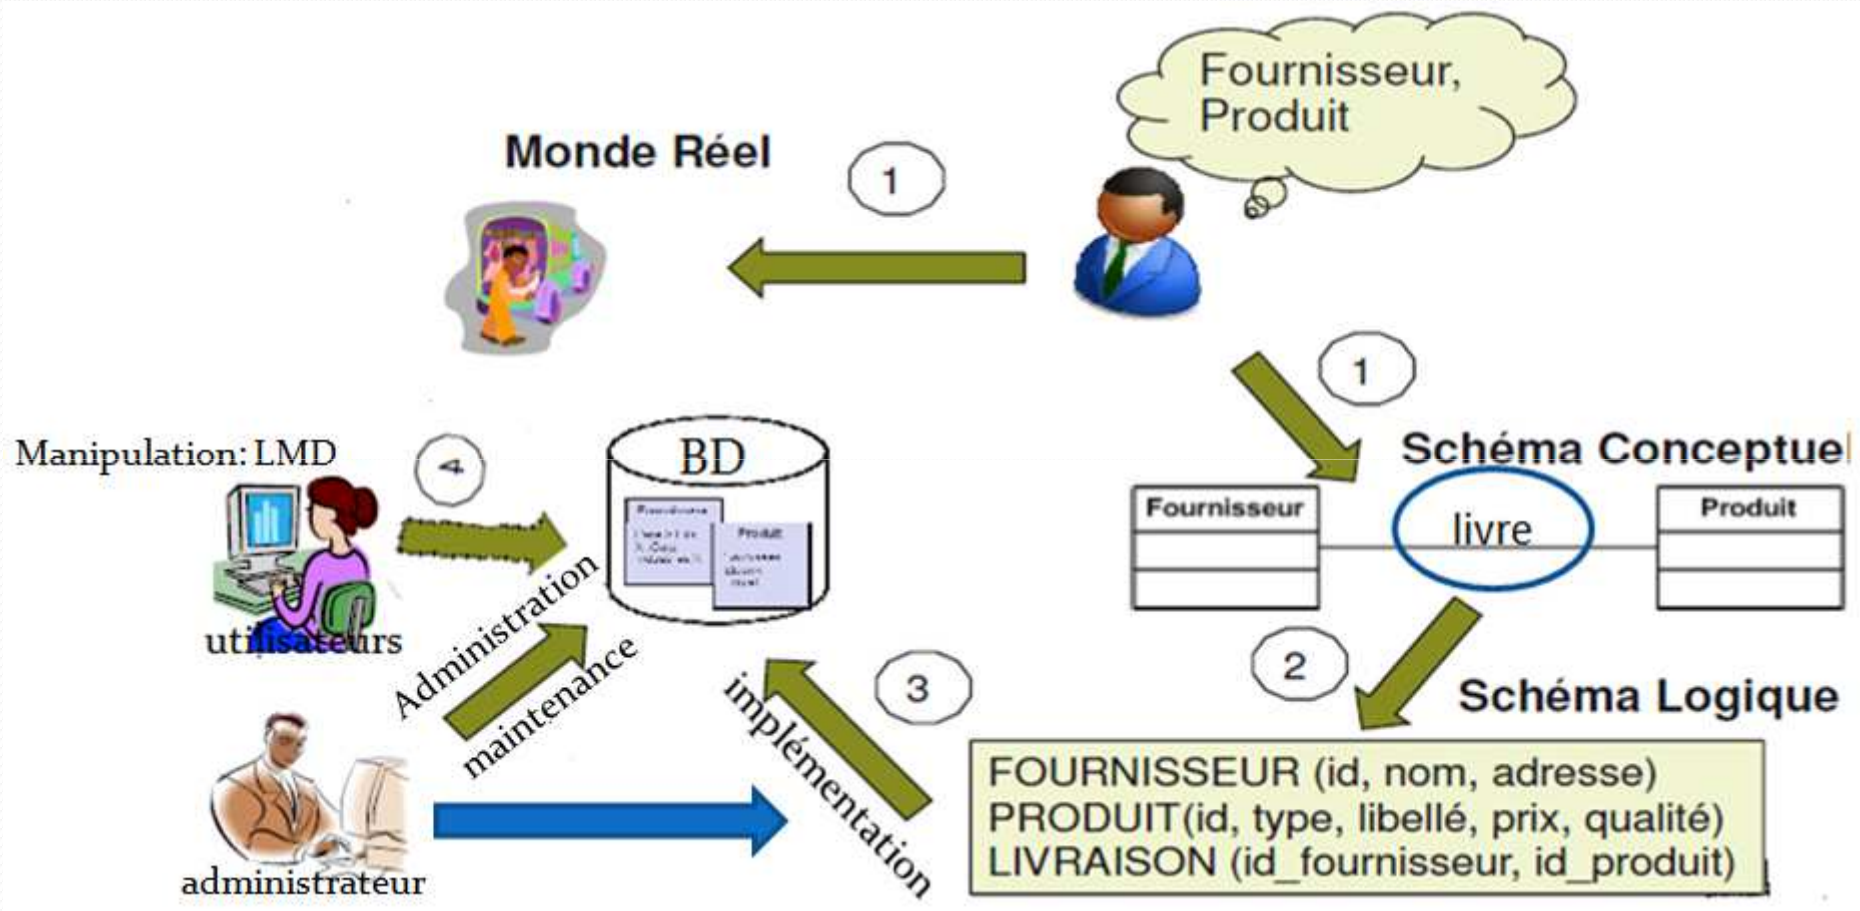 Fournisseur,
Produit
Monde Réel
1
1
Manipulation: LMD
4
BD
Produit
Schéma Conceptuel
Fournisseur
livre
Produit
utilisateurs
Administration
maintenance
implémentation
3
2
Schéma Logique
FOURNISSEUR (id, nom, adresse)
PRODUIT(id, type, libellé, prix, qualité)
LIVRAISON (id_fournisseur, id_produit)
administrateur